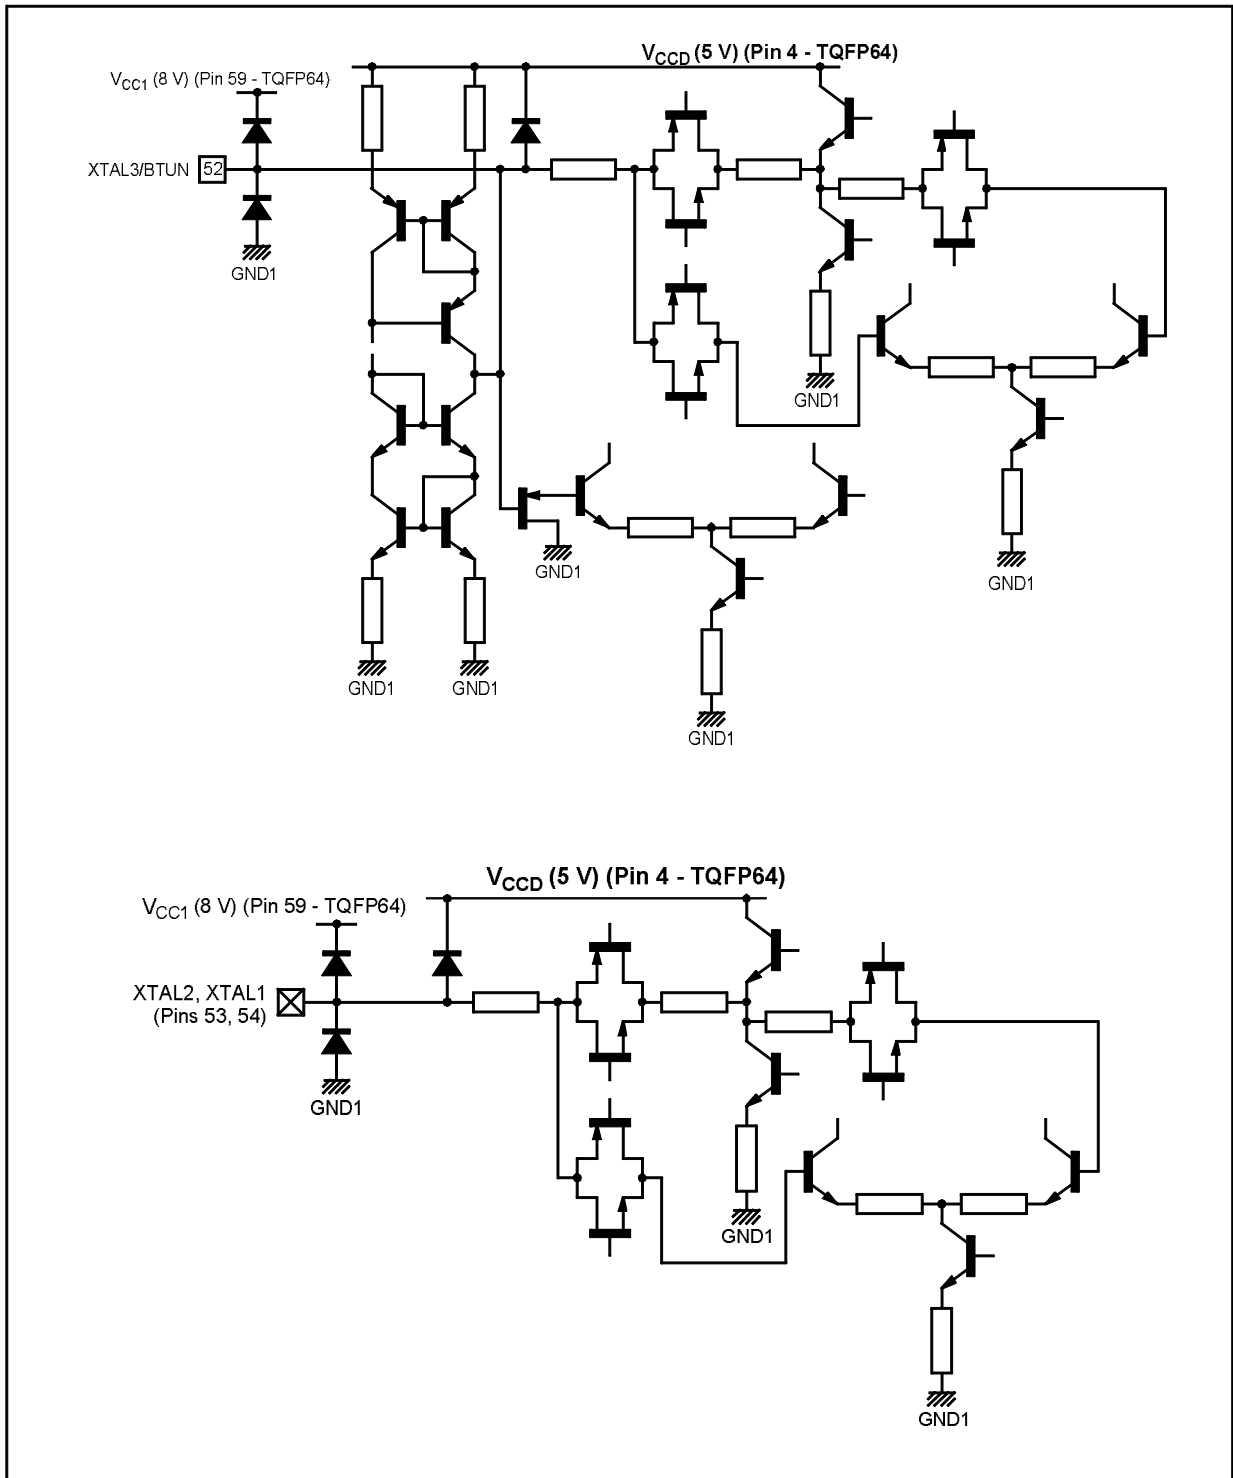 VCCD (5 V) (Pin 4 - TQFP64)
VCC1 (8 V) (Pin 59 - TQFP64)
XTAL3/BTUN 52
GND1
GND1
GND1
GND1
GND1
GND1
GND1
VCCD (5 V) (Pin 4 - TQFP64)
VCC1 (8 V) (Pin 59 - TQFP64)
XTAL2, XTAL1
(Pins 53, 54)
GND1
GND1
GND1